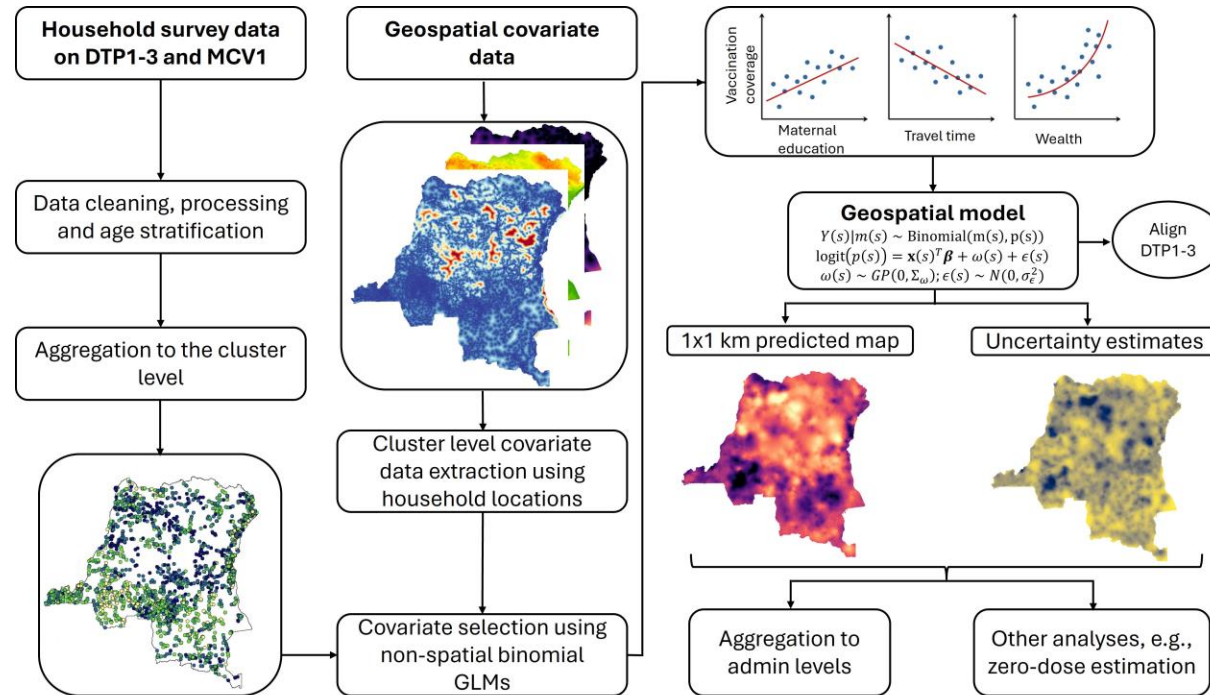 Household survey data
on DTP1-3 and MCV1
Data cleaning, processing
and age stratification
Aggregation to the cluster
level
Geospatial covariate
data
Cluster level covariate
data extraction using
household locations
Covariate selection using
non-spatial binomial
GLMs
Vaccination
coverage
Maternal
education
Travel time
Wealth
Geospatial model
Y(s)|m(s) ~ Binomial(m(s), p(s))
logit(p(s)) = x(s)ᵀβ + ω(s) + ϵ(s)
ω(s) ~ GP(0, Σ_ω); ϵ(s) ~ N(0, σ_ϵ²)
Align
DTP1-3
1x1 km predicted map
Uncertainty estimates
Aggregation to
admin levels
Other analyses, e.g.,
zero-dose estimation